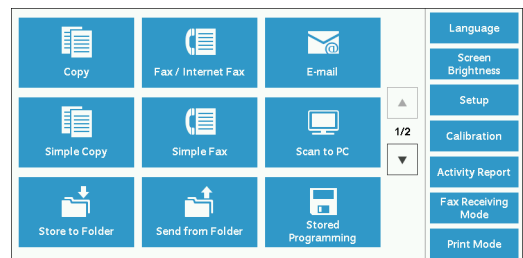 Copy
Fax / Internet Fax
E-mail
Simple Copy
Simple Fax
Scan to PC
Store to Folder
Send from Folder
Stored
Programming
1/2
Language
Screen
Brightness
Setup
Calibration
Activity Report
Fax Receiving
Mode
Print Mode